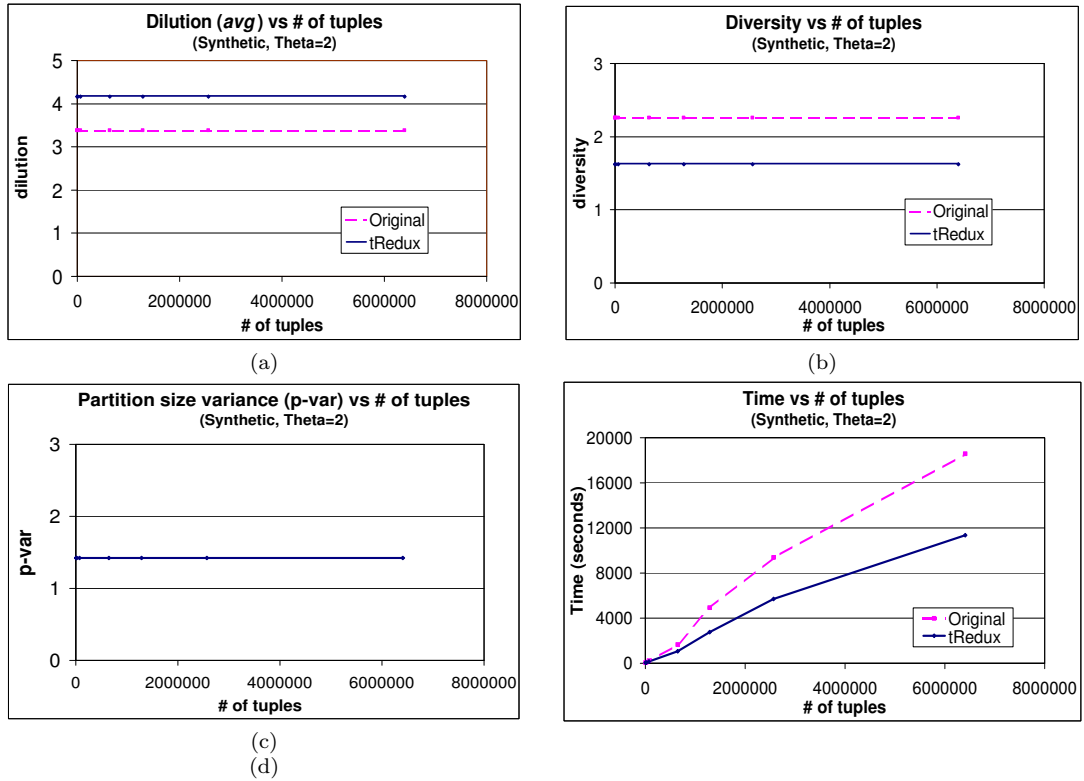 Dilution (avg) vs # of tuples
(Synthetic, Theta=2)
5
4
3
2
1
0
dilution
Original
tRedux
0 2000000 4000000 6000000 8000000
# of tuples
(a)
Diversity vs # of tuples
(Synthetic, Theta=2)
3
2
1
0
diversity
Original
tRedux
0 2000000 4000000 6000000 8000000
# of tuples
(b)
Partition size variance (p-var) vs # of tuples
(Synthetic, Theta=2)
3
2
1
0
p-var
0 2000000 4000000 6000000 8000000
# of tuples
(c)
(d)
Time vs # of tuples
(Synthetic, Theta=2)
20000
16000
12000
8000
4000
0
Time (seconds)
Original
tRedux
0 2000000 4000000 6000000 8000000
# of tuples